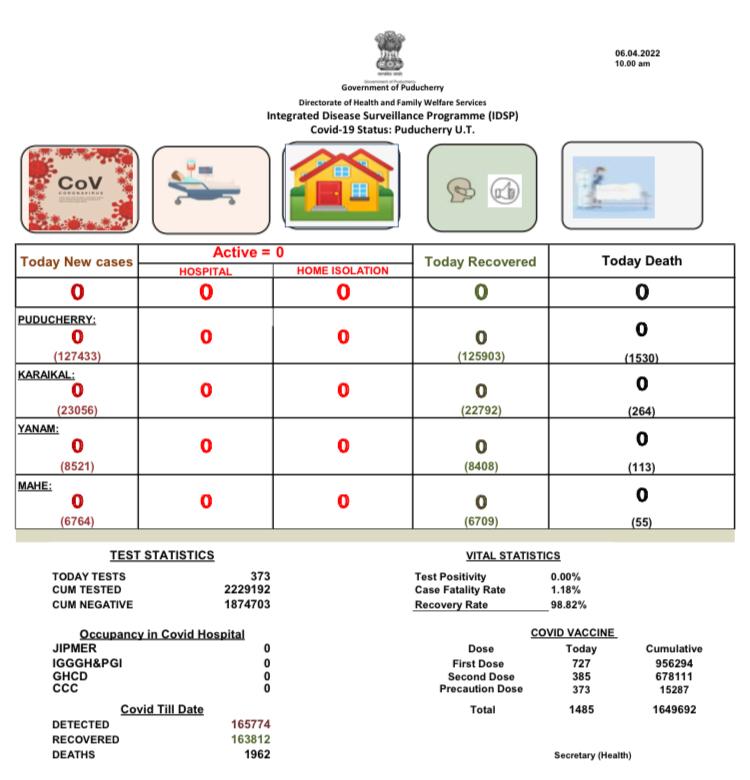 06.04.2022
10.00 am
Government of Puducherry
Government of Puducherry
Directorate of Health and Family Welfare Services
Integrated Disease Surveillance Programme (IDSP)
Covid-19 Status: Puducherry U.T.
CoV
CORONAVIRUS
Today New cases Active = 0 Today Recovered Today Death
HOSPITAL HOME ISOLATION
0 0 0 0 0
PUDUCHERRY:
0 0 0 0 0
(127433) (125903) (1530)
KARAIKAL:
0 0 0 0 0
(23056) (22792) (264)
YANAM:
0 0 0 0 0
(8521) (8408) (113)
MAHE:
0 0 0 0 0
(6764) (6709) (55)
TEST STATISTICS
TODAY TESTS 373
CUM TESTED 2229192
CUM NEGATIVE 1874703
Occupancy in Covid Hospital
JIPMER 0
IGGGH&PGI 0
GHCD 0
CCC 0
Covid Till Date
DETECTED 165774
RECOVERED 163812
DEATHS 1962
VITAL STATISTICS
Test Positivity 0.00%
Case Fatality Rate 1.18%
Recovery Rate 98.82%
COVID VACCINE
Dose Today Cumulative
First Dose 727 956294
Second Dose 385 678111
Precaution Dose 373 15287
Total 1485 1649692
Secretary (Health)